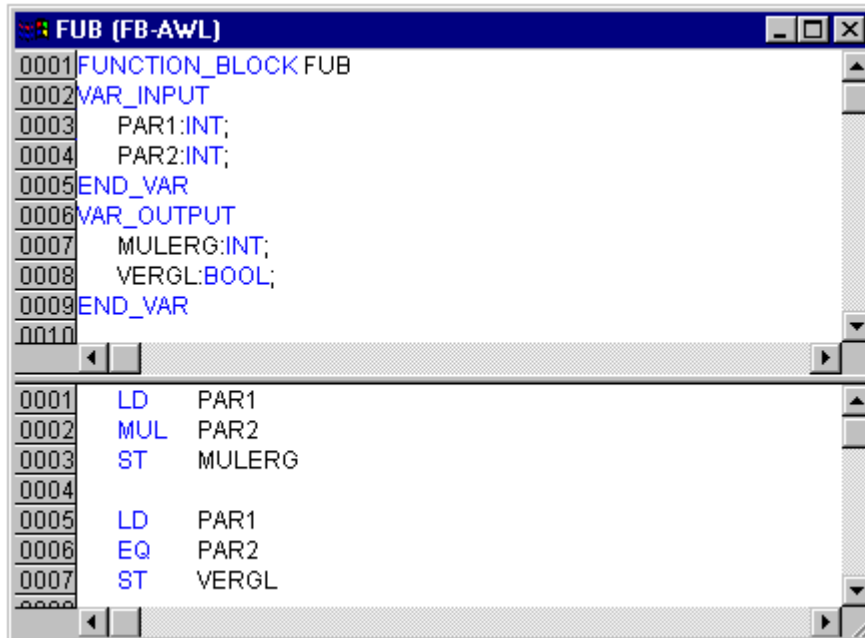 FUB (FB-AWL)
0001 FUNCTION_BLOCK FUB
0002 VAR_INPUT
0003 PAR1:INT;
0004 PAR2:INT;
0005 END_VAR
0006 VAR_OUTPUT
0007 MULERG:INT;
0008 VERGL:BOOL;
0009 END_VAR
0010
0001 LD PAR1
0002 MUL PAR2
0003 ST MULERG
0004
0005 LD PAR1
0006 EQ PAR2
0007 ST VERGL